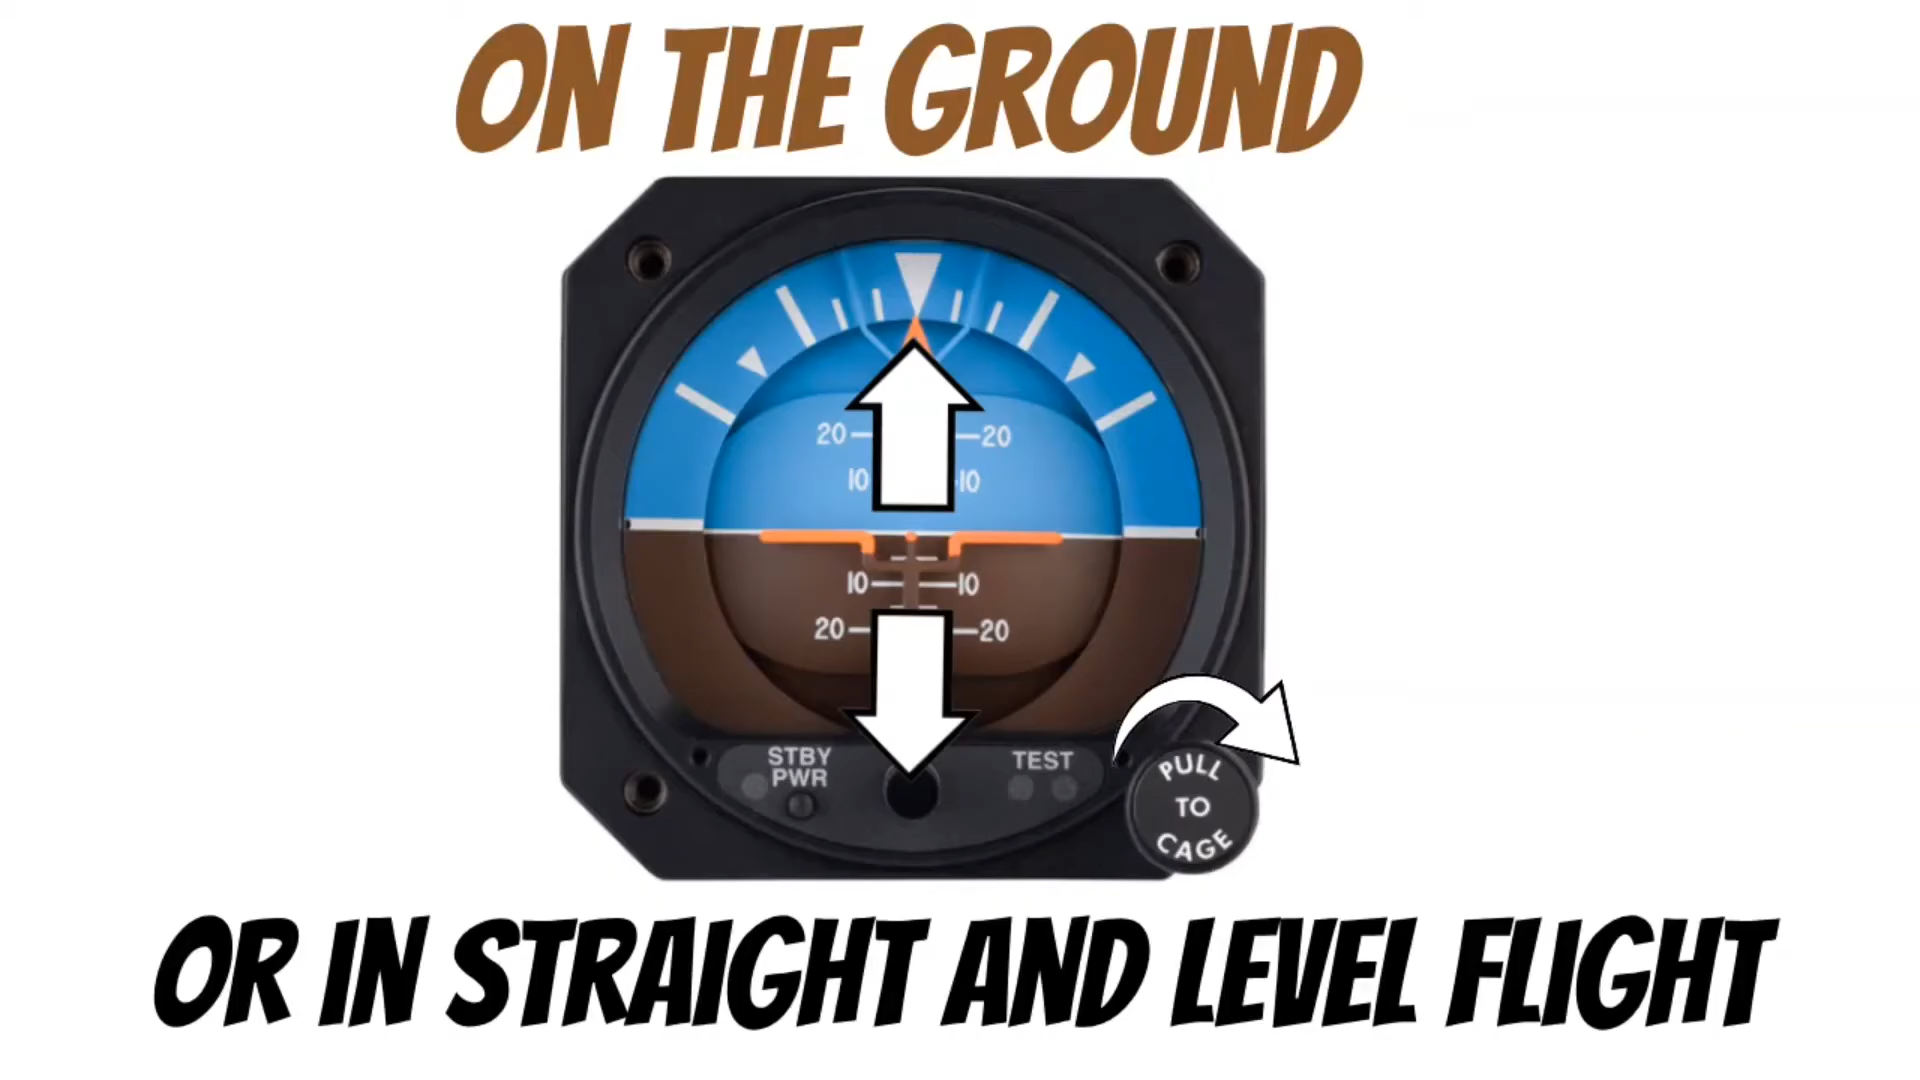 ON THE GROUND
20 20
10 10
10 10
20 20
STBY
PWR
TEST
PULL
TO
CAGE
OR IN STRAIGHT AND LEVEL FLIGHT